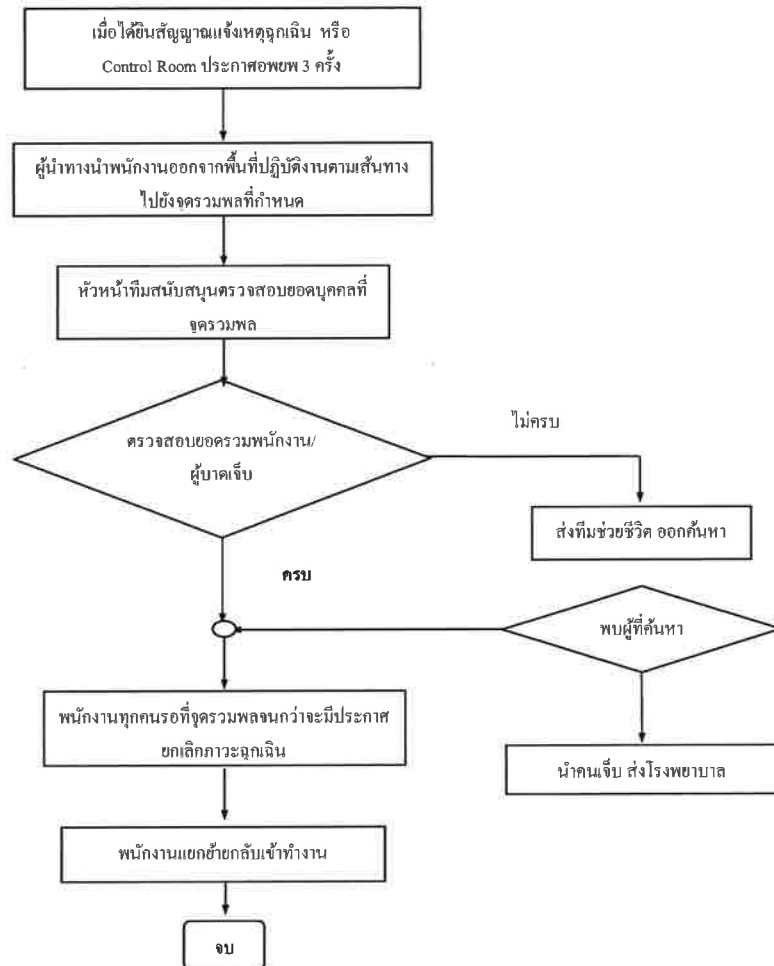 เมื่อได้ยินสัญญาณแจ้งเหตุฉุกเฉิน หรือ
Control Room ประกาศอพยพ 3 ครั้ง
ผู้นำทางนำพนักงานออกจากพื้นที่ปฏิบัติงานตามเส้นทาง
ไปยังจุดรวมพลที่กำหนด
หัวหน้าทีมสนับสนุนตรวจสอบยอดบุคคลที่
จุดรวมพล
ตรวจสอบยอดรวมพนักงาน/
ผู้บาดเจ็บ
ไม่ครบ
ส่งทีมช่วยชีวิต ออกค้นหา
ครบ
พบผู้ที่ค้นหา
พนักงานทุกคนรอที่จุดรวมพลจนกว่าจะมีประกาศ
ยกเลิกภาวะฉุกเฉิน
นำคนเจ็บ ส่งโรงพยาบาล
พนักงานแยกย้ายกลับเข้าทำงาน
จบ